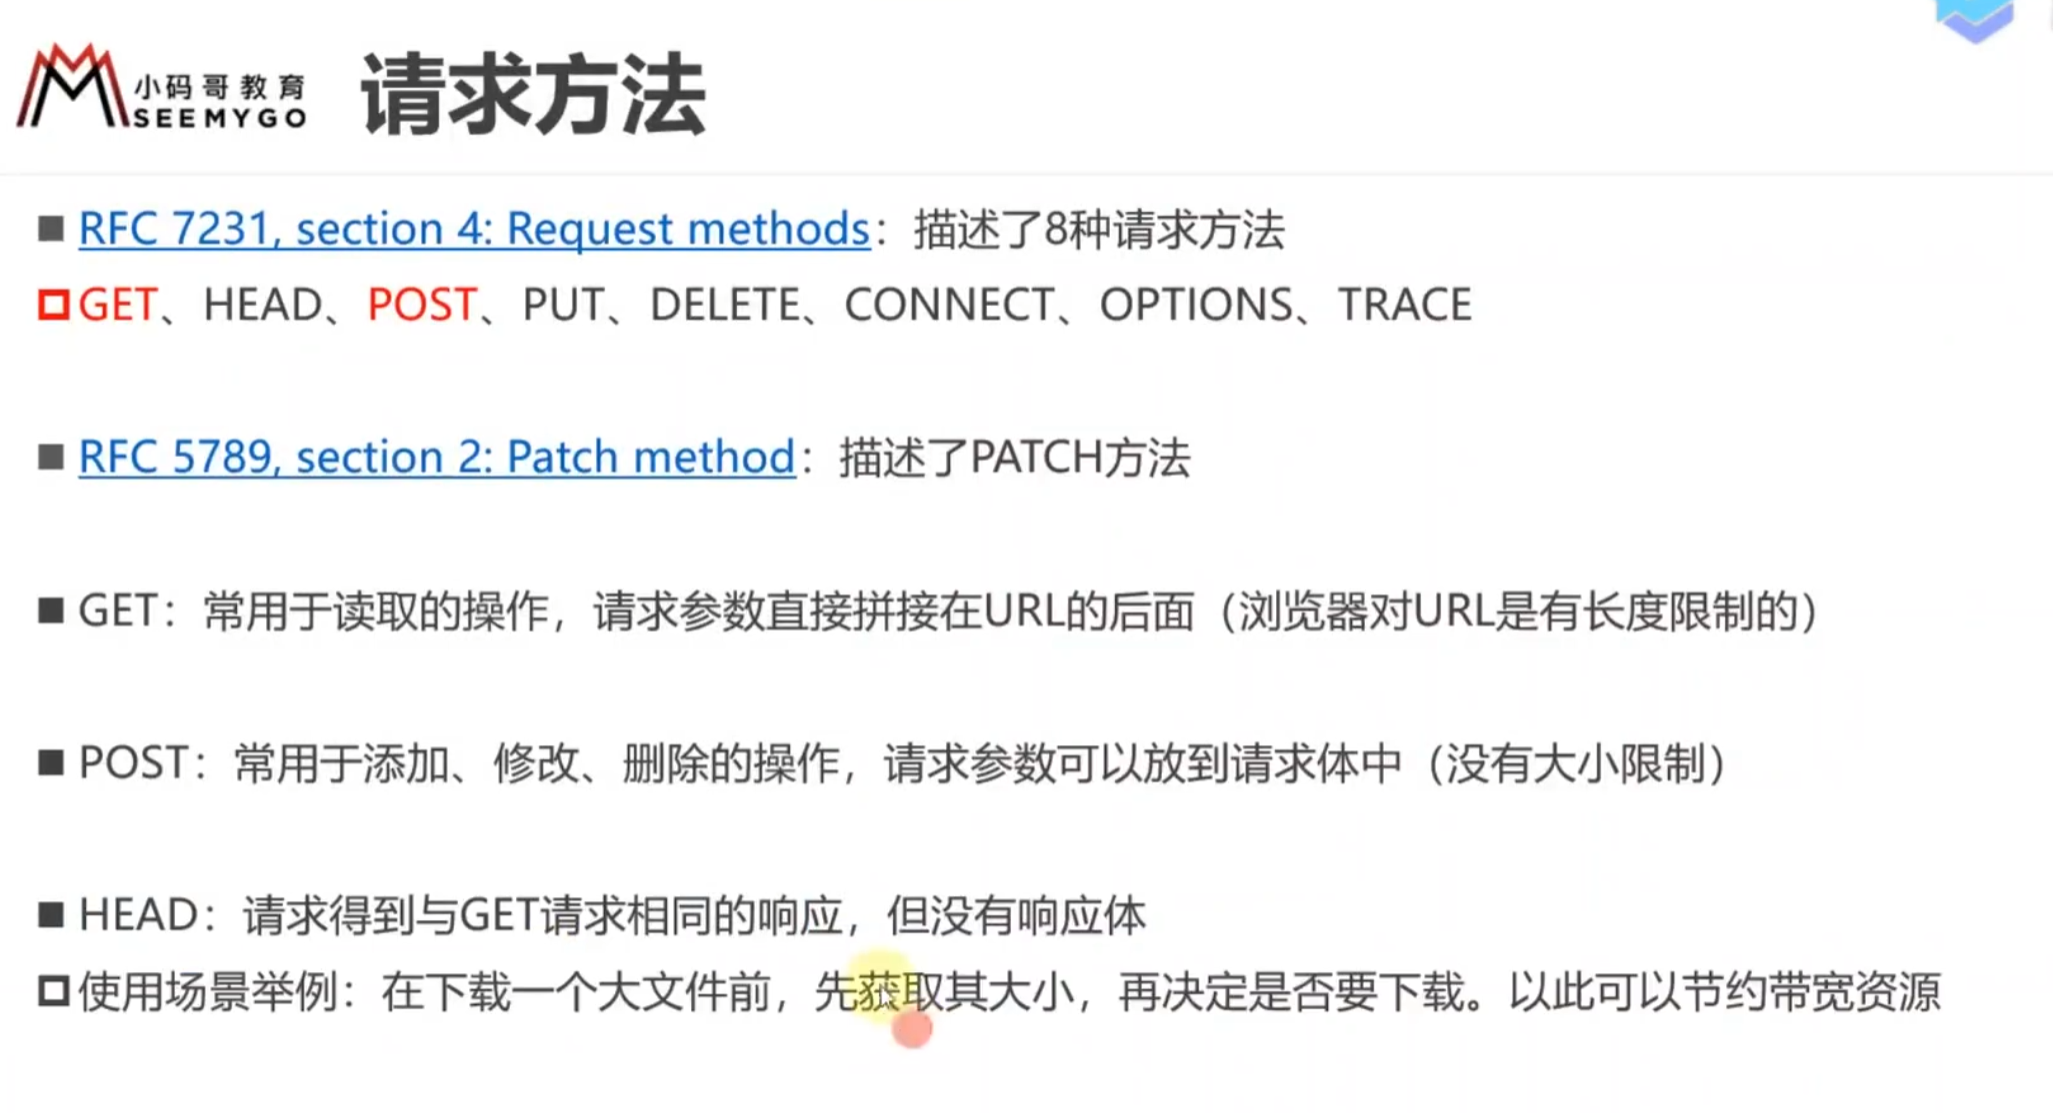 小码哥教育
SEEMYGO
请求方法
RFC 7231, section 4: Request methods：描述了8种请求方法
GET、HEAD、POST、PUT、DELETE、CONNECT、OPTIONS、TRACE
RFC 5789, section 2: Patch method：描述了PATCH方法
GET：常用于读取的操作，请求参数直接拼接在URL的后面（浏览器对URL是有长度限制的）
POST：常用于添加、修改、删除的操作，请求参数可以放到请求体中（没有大小限制）
HEAD：请求得到与GET请求相同的响应，但没有响应体
使用场景举例：在下载一个大文件前，先获取其大小，再决定是否要下载。以此可以节约带宽资源